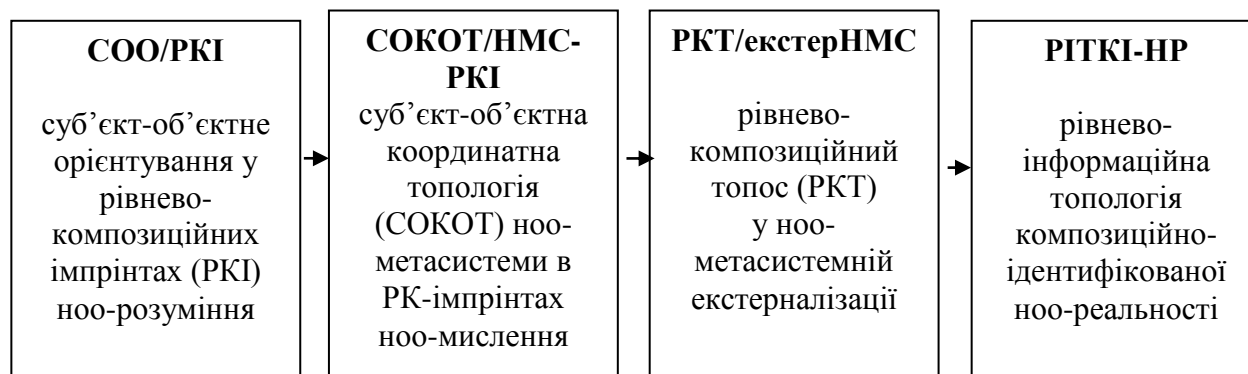 СОО/РКІ
суб’єкт-об’єктне
орієнтування у
рівнево-
композиційних
імпрінтах (РКІ)
ноо-розуміння
СОКОТ/НМС-
РКІ
суб’єкт-об’єктна
координатна
топологія
(СОКОТ) ноо-
метасистеми в
РК-імпрінтах
ноо-мислення
РКТ/екстерНМС
рівнево-
композиційний
топос (РКТ)
у ноо-
метасистемній
екстерналізації
РІТКІ-НР
рівнево-
інформаційна
топологія
композиційно-
ідентифікованої
ноо-реальності